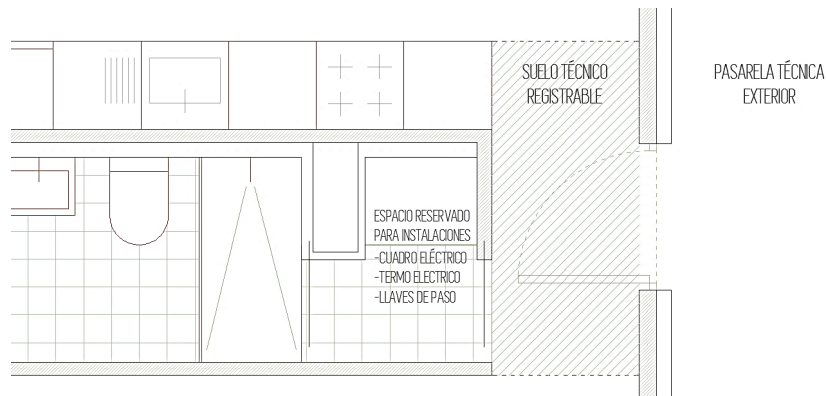 SUELO TÉCNICO
REGISTRABLE
PASARELA TÉCNICA
EXTERIOR
ESPACIO RESERVADO
PARA INSTALACIONES
-CUADRO ELÉCTRICO
-TERMO ELECTRICO
-LLAVES DE PASO